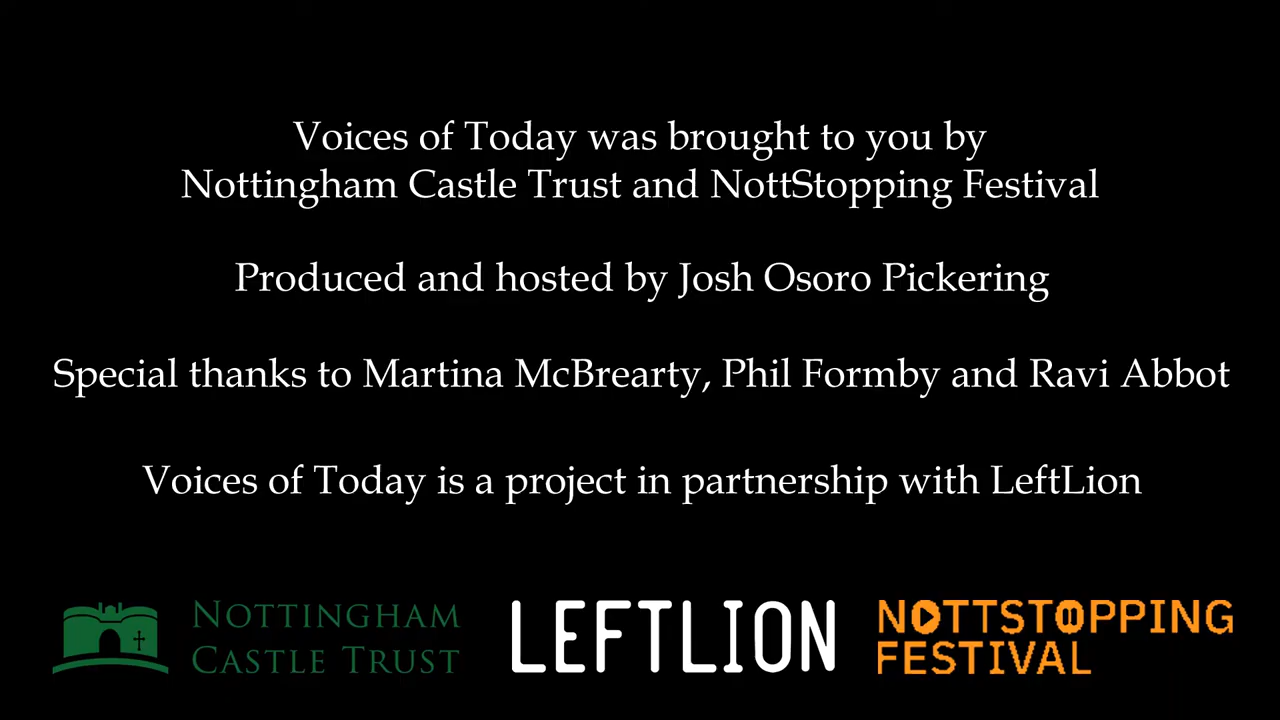 Voices of Today was brought to you by
Nottingham Castle Trust and NottStopping Festival
Produced and hosted by Josh Osoro Pickering
Special thanks to Martina McBrearty, Phil Formby and Ravi Abbot
Voices of Today is a project in partnership with LeftLion
NOTTINGHAM
CASTLE TRUST
LEFTLION
NOTTSTOPPING
FESTIVAL